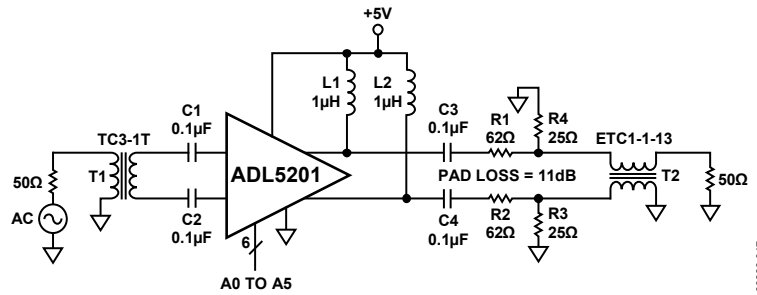 +5V
L1
1µH
L2
1µH
C1
0.1µF
C3
0.1µF
R1
62Ω
R4
25Ω
ETC1-1-13
TC3-1T
T1
50Ω
AC
ADL5201
PAD LOSS = 11dB
T2
50Ω
C2
0.1µF
C4
0.1µF
R2
62Ω
R3
25Ω
6
A0 TO A5